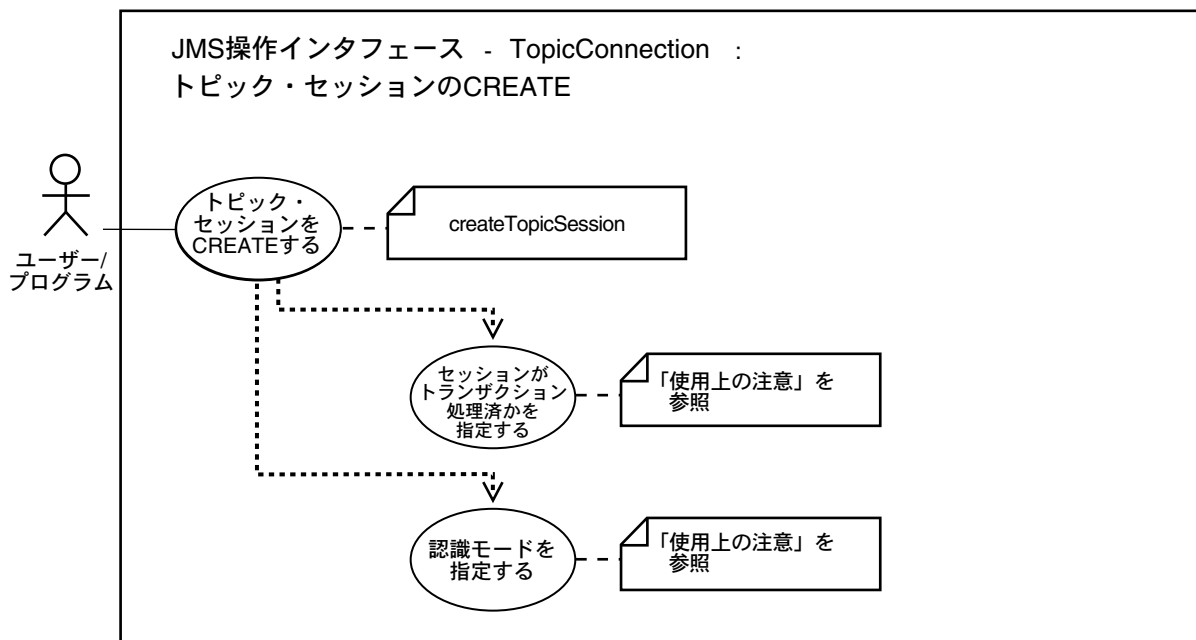 JMS操作インタフェース - TopicConnection :
トピック・セッションのCREATE
ユーザー/
プログラム
トピック・
セッションを
CREATEする
createTopicSession
セッションが
トランザクション
処理済かを
指定する
「使用上の注意」を
参照
認識モードを
指定する
「使用上の注意」を
参照